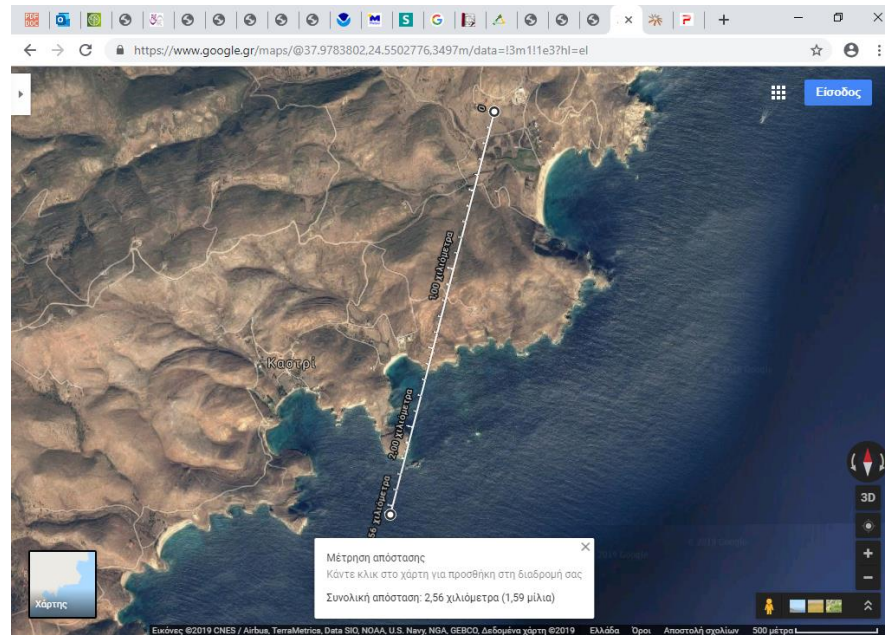 https://www.google.gr/maps/@37.9783802,24.5502776,3497m/data=!3m1!1e3?hl=el
Είσοδος
0
1,00 χιλιόμετρα
Καστρί
2,00 χιλιόμετρα
56 χιλιόμετρα
3D
Μέτρηση απόστασης
Κάντε κλικ στο χάρτη για προσθήκη στη διαδρομή σας
Συνολική απόσταση: 2,56 χιλιόμετρα (1,59 μίλια)
Χάρτης
Εικόνες ©2019 CNES / Airbus, TerraMetrics, Data SIO, NOAA, U.S. Navy, NGA, GEBCO, Δεδομένα χάρτη ©2019 Ελλάδα Όροι Αποστολή σχολίων 500 μέτρα